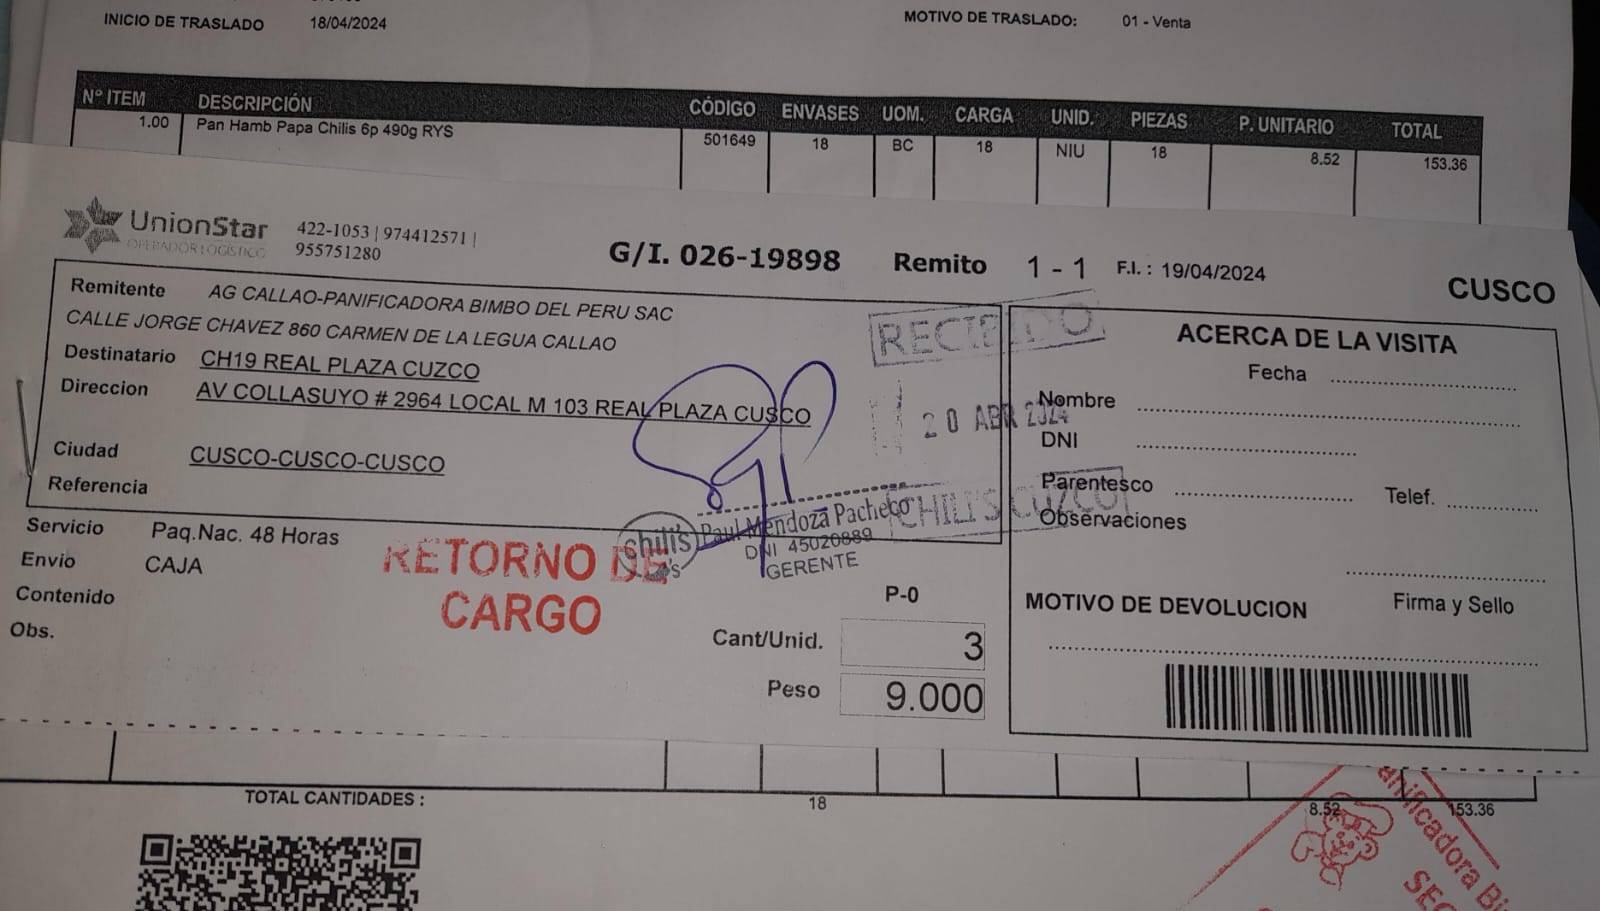 INICIO DE TRASLADO 18/04/2024 MOTIVO DE TRASLADO: 01 - Venta
Nº ITEM DESCRIPCIÓN CÓDIGO ENVASES UOM. CARGA UNID. PIEZAS P. UNITARIO TOTAL
1.00 Pan Hamb Papa Chilis 6p 490g RYS 501649 18 BC 18 NIU 18 8.52 153.36
UnionStar
OPERADOR LOGÍSTICO
422-1053 | 974412571 |
955751280
G/I. 026-19898 Remito 1 - 1 F.I. : 19/04/2024 CUSCO
Remitente AG CALLAO-PANIFICADORA BIMBO DEL PERU SAC
CALLE JORGE CHAVEZ 860 CARMEN DE LA LEGUA CALLAO
Destinatario CH19 REAL PLAZA CUZCO
Direccion AV COLLASUYO # 2964 LOCAL M 103 REAL PLAZA CUSCO
Ciudad CUSCO-CUSCO-CUSCO
Referencia
RECIBIDO
20 ABR 2024
CHILI'S CUZCO
chili's
Paul Mendoza Pacheco
DNI 45020889
GERENTE
Servicio Paq.Nac. 48 Horas
Envio CAJA
Contenido
Obs.
RETORNO DE
CARGO
P-0
Cant/Unid. 3
Peso 9.000
ACERCA DE LA VISITA
Fecha
Nombre
DNI
Parentesco Telef.
Observaciones
MOTIVO DE DEVOLUCION Firma y Sello
TOTAL CANTIDADES : 18 8.52 153.36